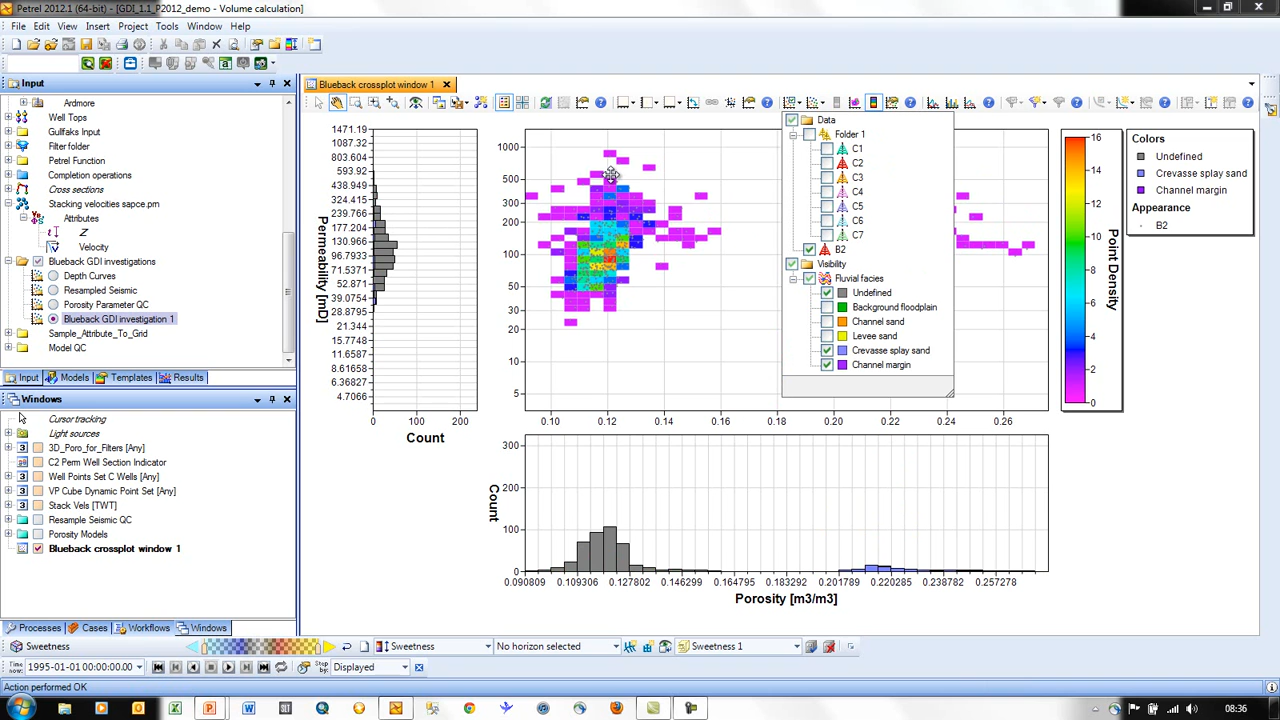 Petrel 2012.1 (64-bit) - [GDI_1.1_P2012_demo - Volume calculation]
File Edit View Insert Project Tools Window Help
Input
Blueback crossplot window 1
Ardmore
Well Tops
Gullfaks Input
Filter folder
Petrel Function
Completion operations
Cross sections
Stacking velocities sapce.prn
Attributes
Z
Velocity
Blueback GDI investigations
Depth Curves
Resampled Seismic
Porosity Parameter QC
Blueback GDI investigation 1
Sample_Attribute_To_Grid
Model QC
Input Models Templates Results
Windows
Cursor tracking
Light sources
3D_Poro_for_Filters [Any]
C2 Perm Well Section Indicator
Well Points Set C Wells [Any]
VP Cube Dynamic Point Set [Any]
Stack Vels [TWT]
Resample Seismic QC
Porosity Models
Blueback crossplot window 1
Processes Cases Workflows Windows
Permeability [mD]
1471.19
1087.32
803.604
593.92
438.949
324.415
239.766
177.204
130.966
96.7933
71.5371
52.871
39.0754
28.8795
21.344
15.7748
11.6587
8.61668
6.36827
4.7066
0 100 200
Count
1000
500
300
200
100
50
30
20
10
5
0.10 0.12 0.14 0.16 0.18 0.20 0.22 0.24 0.26
Data
Folder 1
C1
C2
C3
C4
C5
C6
C7
B2
Visibility
Fluvial facies
Undefined
Background floodplain
Channel sand
Levee sand
Crevasse splay sand
Channel margin
16
14
12
10
8
6
4
2
0
Point Density
Colors
Undefined
Crevasse splay sand
Channel margin
Appearance
B2
Count
300
200
100
0
0.090809 0.109306 0.127802 0.146299 0.164795 0.183292 0.201789 0.220285 0.238782 0.257278
Porosity [m3/m3]
Sweetness Sweetness No horizon selected Sweetness 1
Time now: 1995-01-01 00:00:00.00 Step by: Displayed
Action performed OK
SLT
08:36